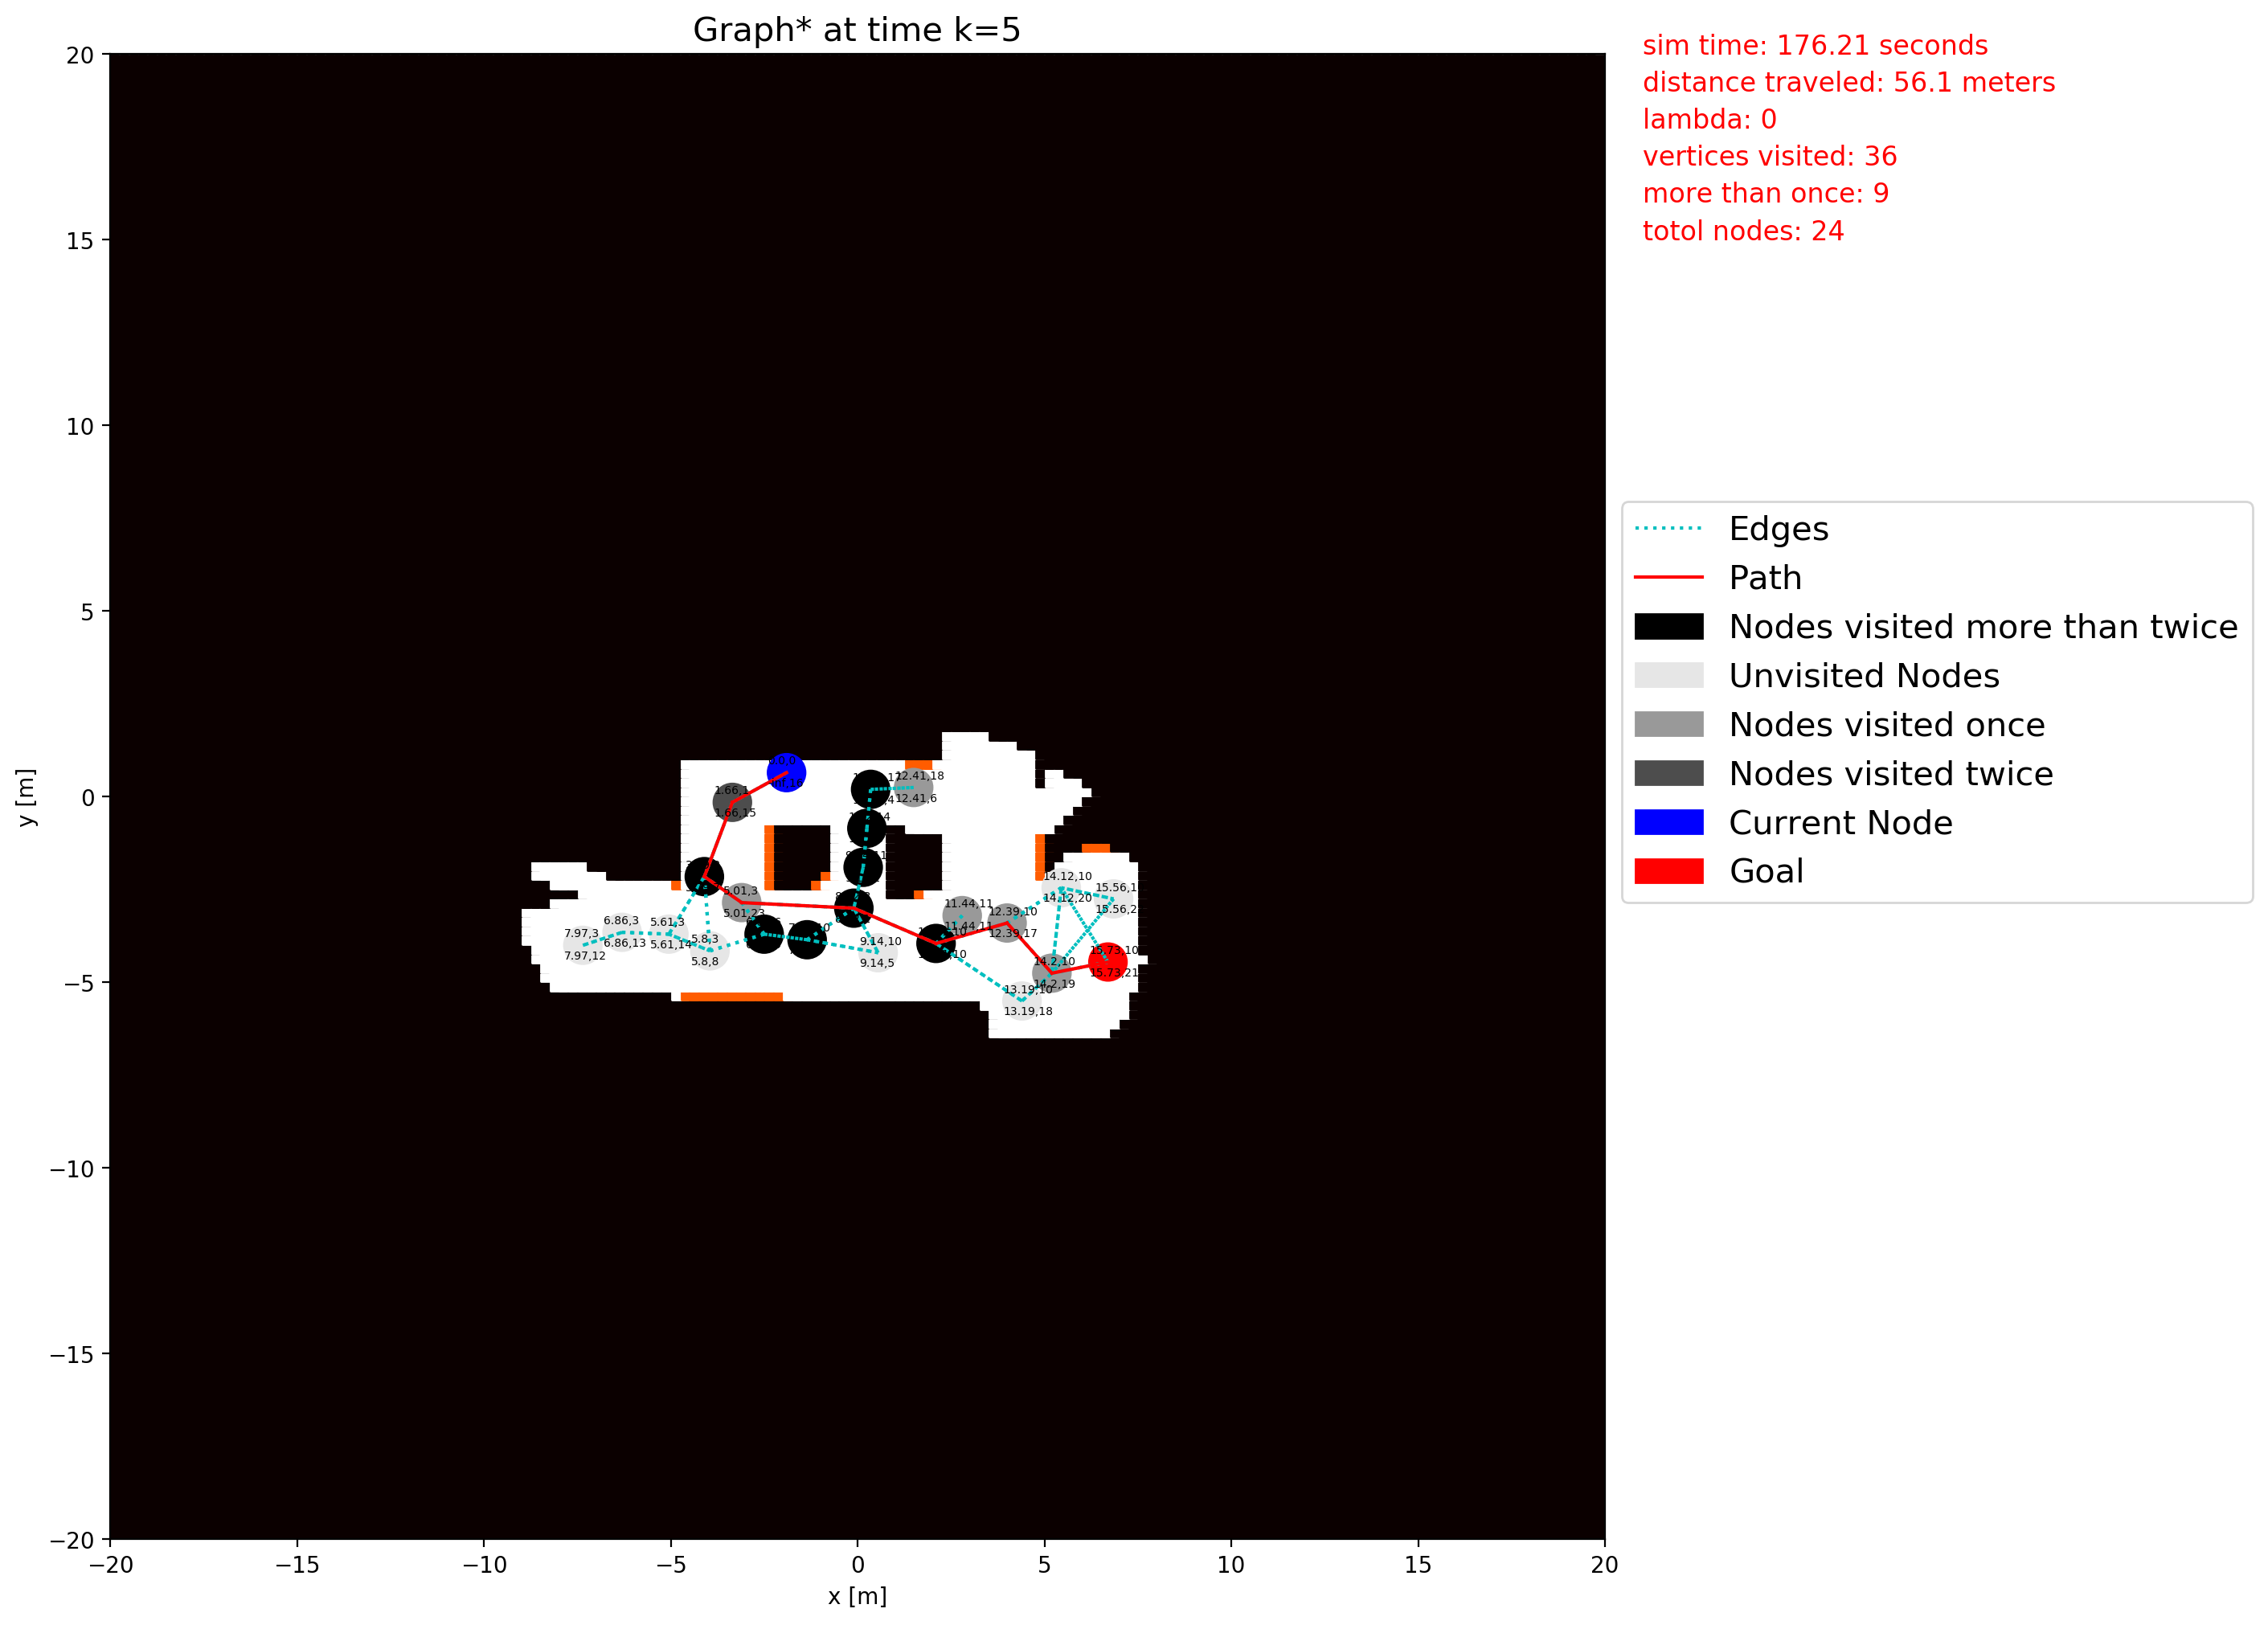 Graph* at time k=5
sim time: 176.21 seconds
distance traveled: 56.1 meters
lambda: 0
vertices visited: 36
more than once: 9
totol nodes: 24
20
15
10
5
0
−5
−10
−15
−20
y [m]
−20
−15
−10
−5
0
5
10
15
20
x [m]
1.66,1
1.66,15
12.41,18
12.41,6
5.01,3
5.01,23
7.97,3
7.97,12
6.86,3
6.86,13
5.61,3
5.61,14
5.8,3
5.8,8
9.14,10
9.14,5
11.44,11
11.44,11
12.39,10
12.39,17
14.12,10
14.12,20
14.2,10
14.2,19
13.19,10
13.19,18
15.73,10
15.73,21
Edges
Path
Nodes visited more than twice
Unvisited Nodes
Nodes visited once
Nodes visited twice
Current Node
Goal